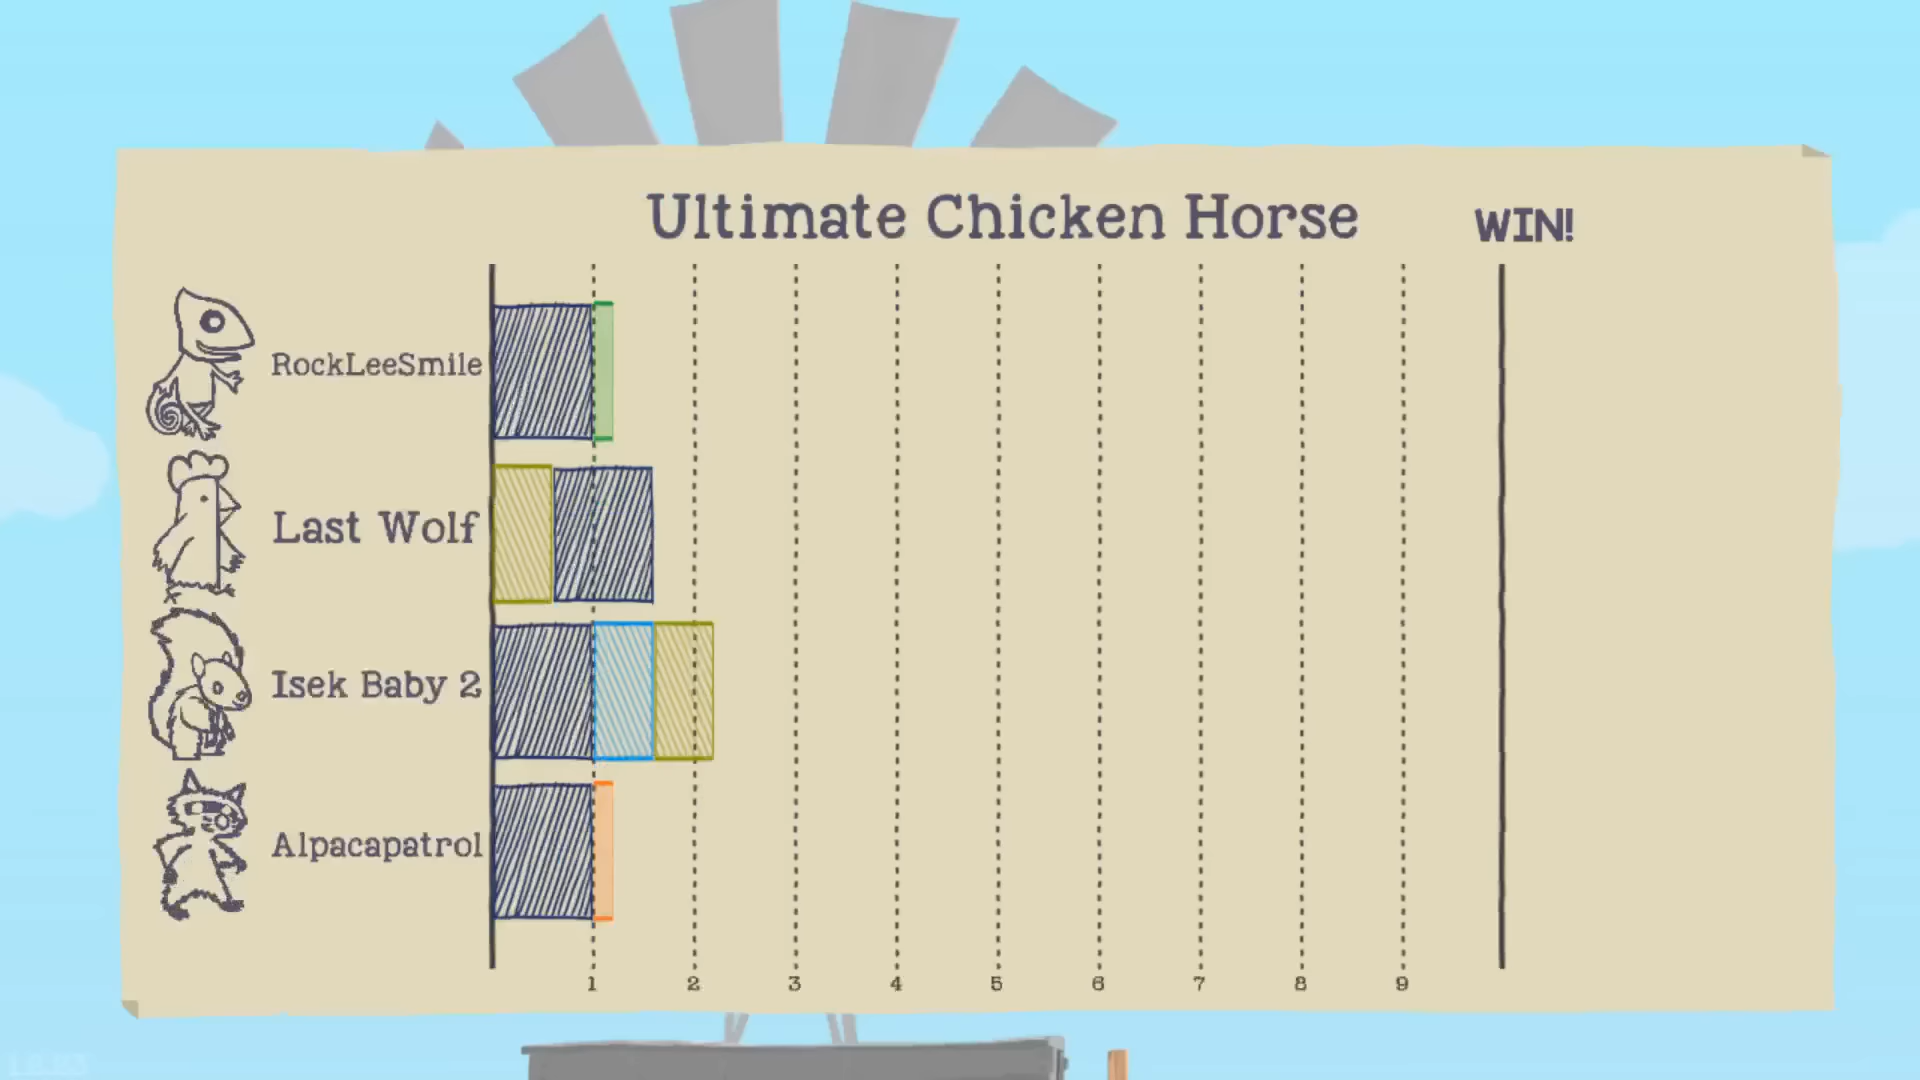 Ultimate Chicken Horse
WIN!
RockLeeSmile
Last Wolf
Isek Baby 2
Alpacapatrol
1 2 3 4 5 6 7 8 9